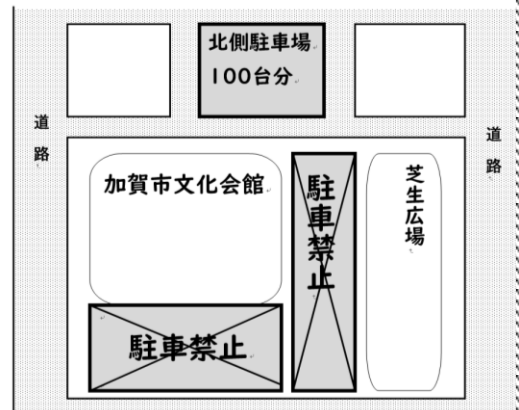 北側駐車場
100台分
道路
道路
加賀市文化会館
駐車禁止
芝生広場
駐車禁止